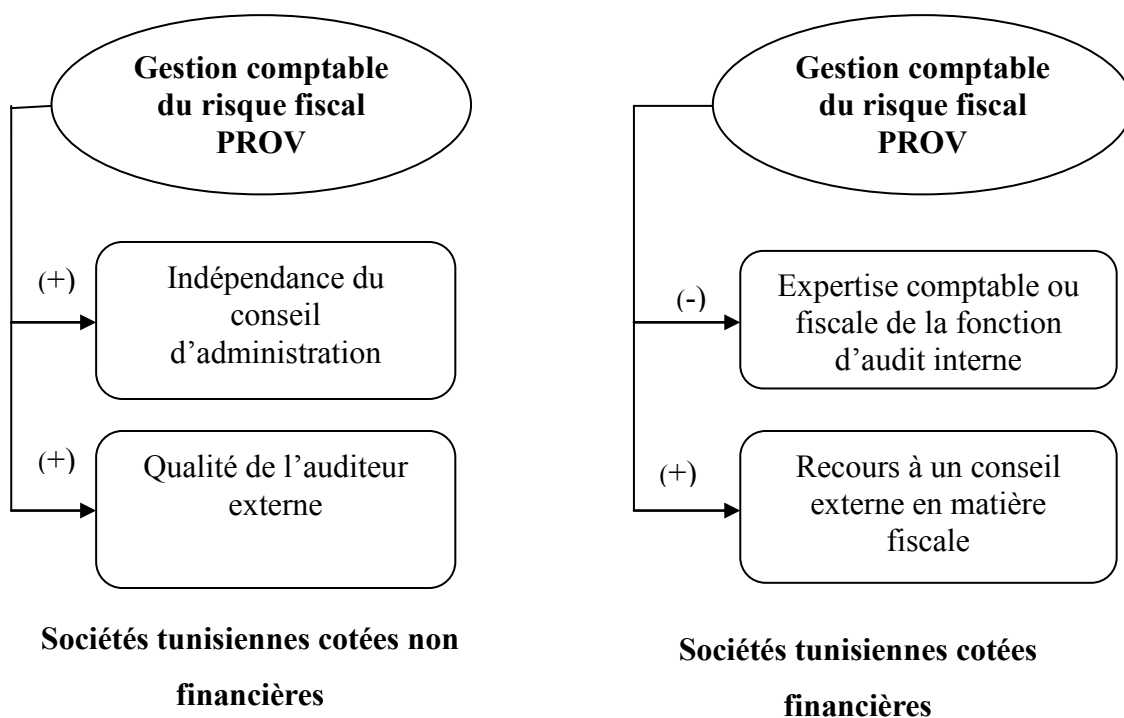 Gestion comptable
du risque fiscal
PROV
(+)
Indépendance du
conseil
d’administration
(+)
Qualité de l’auditeur
externe
Sociétés tunisiennes cotées non
financières
Gestion comptable
du risque fiscal
PROV
(-)
Expertise comptable ou
fiscale de la fonction
d’audit interne
(+)
Recours à un conseil
externe en matière
fiscale
Sociétés tunisiennes cotées
financières